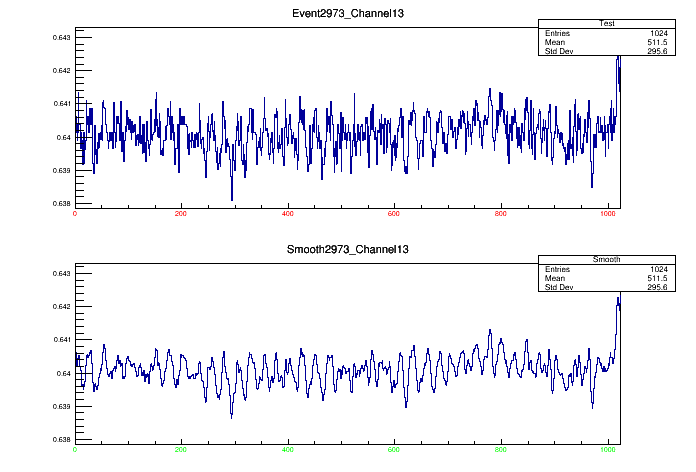 Event2973_Channel13
Test
Entries 1024
Mean 511.5
Std Dev 295.6
0.643
0.642
0.641
0.64
0.639
0.638
0 200 400 600 800 1000
Smooth2973_Channel13
Smooth
Entries 1024
Mean 511.5
Std Dev 295.6
0.643
0.642
0.641
0.64
0.639
0.638
0 200 400 600 800 1000